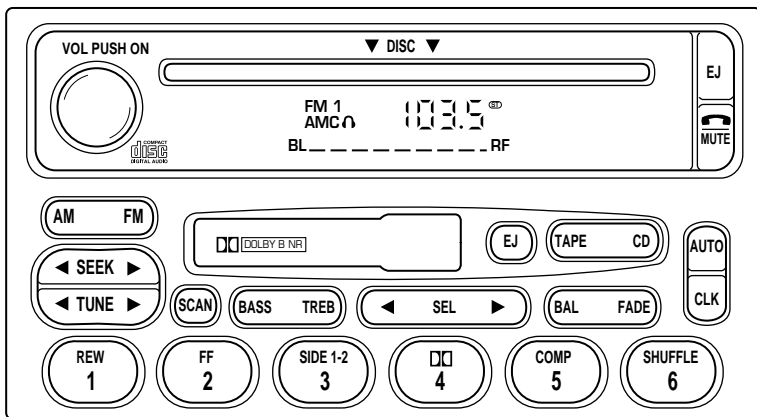 VOL PUSH ON
DISC
EJ
FM 1
103.5 ST
AMC
MUTE
COMPACT
disc
DIGITAL AUDIO
BL RF
AM FM
DOLBY B NR
EJ
TAPE CD
AUTO
SEEK
TUNE
CLK
SCAN
BASS TREB
SEL
BAL FADE
REW
1
FF
2
SIDE 1-2
3
4
COMP
5
SHUFFLE
6